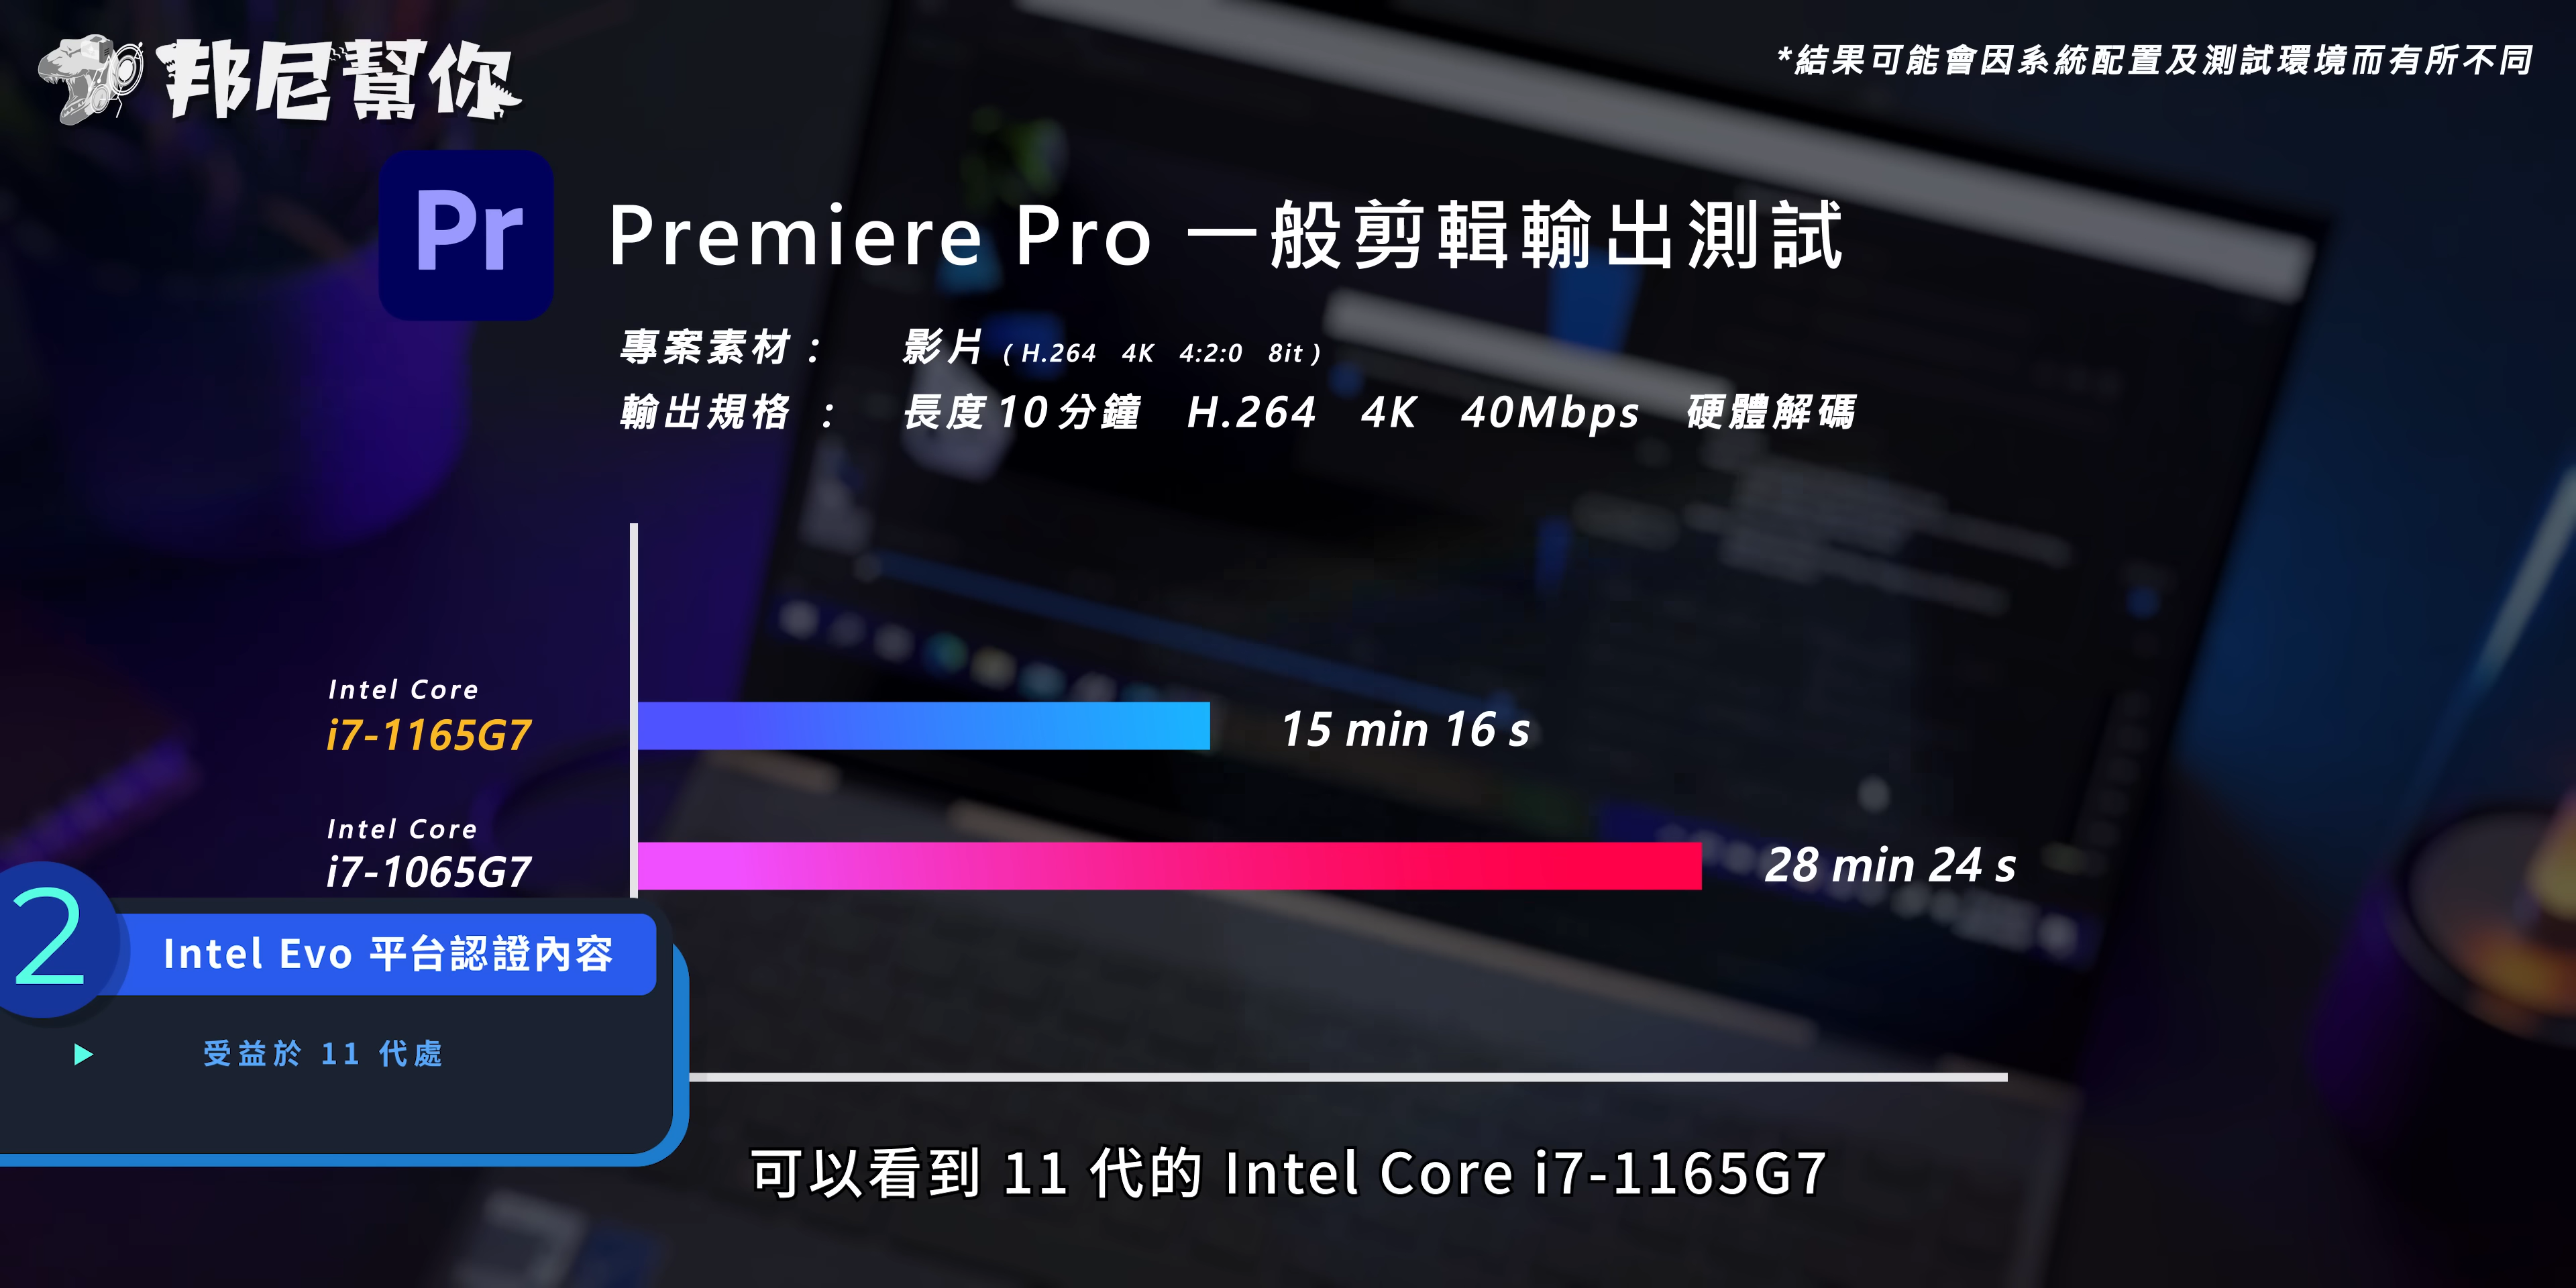 邦尼幫你
*結果可能會因系統配置及測試環境而有所不同
Pr
Premiere Pro 一般剪輯輸出測試
專案素材： 影片 ( H.264 4K 4:2:0 8it )
輸出規格 ： 長度 10 分鐘 H.264 4K 40Mbps 硬體解碼
Intel Core
i7-1165G7
15 min 16 s
Intel Core
i7-1065G7
28 min 24 s
2
Intel Evo 平台認證內容
受益於 11 代處
可以看到 11 代的 Intel Core i7-1165G7